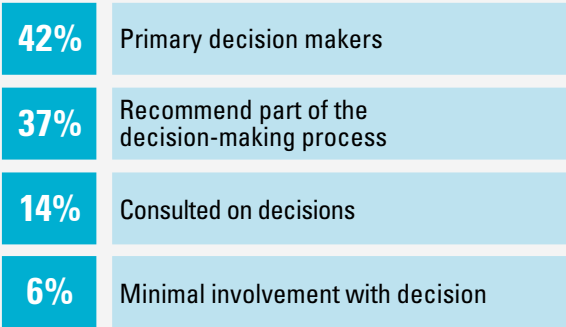 42% Primary decision makers
37% Recommend part of the
decision-making process
14% Consulted on decisions
6% Minimal involvement with decision